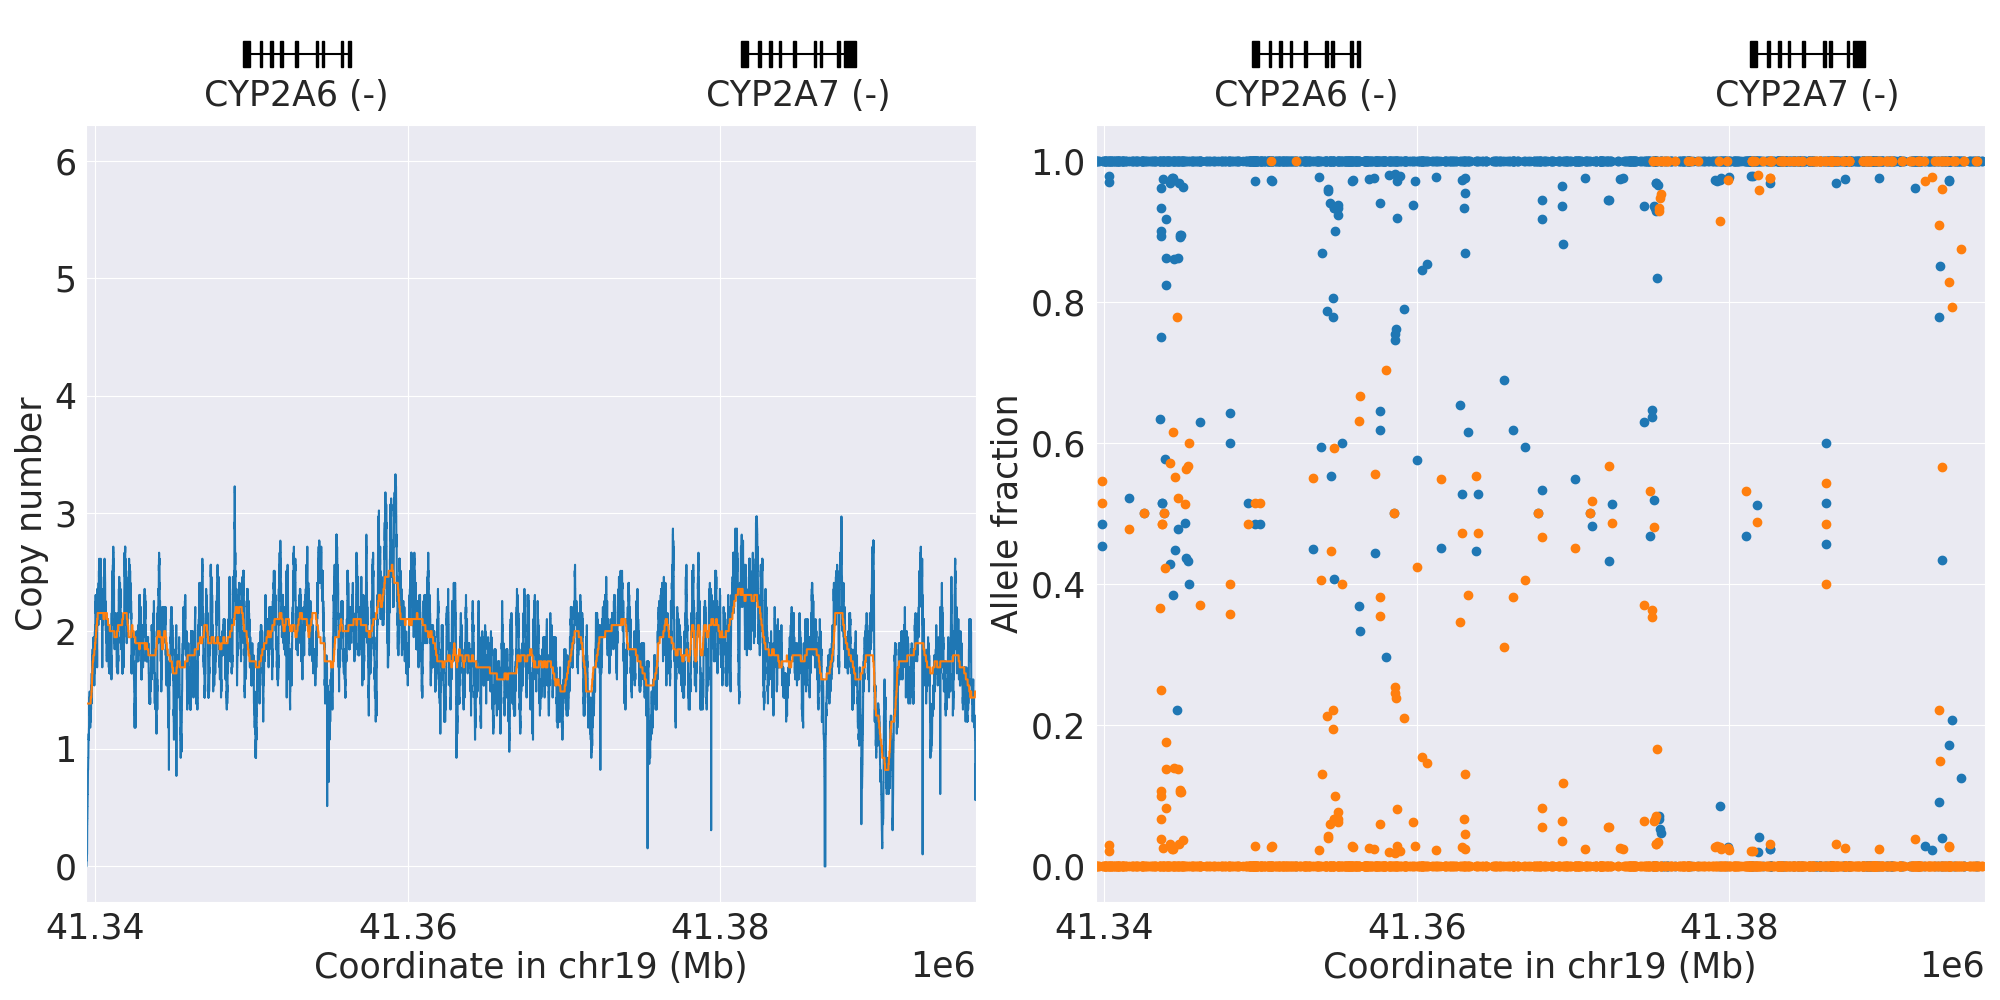 CYP2A6 (-)
CYP2A7 (-)
6
5
4
3
2
1
0
Copy number
41.34
41.36
41.38
Coordinate in chr19 (Mb)
1e6
CYP2A6 (-)
CYP2A7 (-)
1.0
0.8
0.6
0.4
0.2
0.0
Allele fraction
41.34
41.36
41.38
Coordinate in chr19 (Mb)
1e6